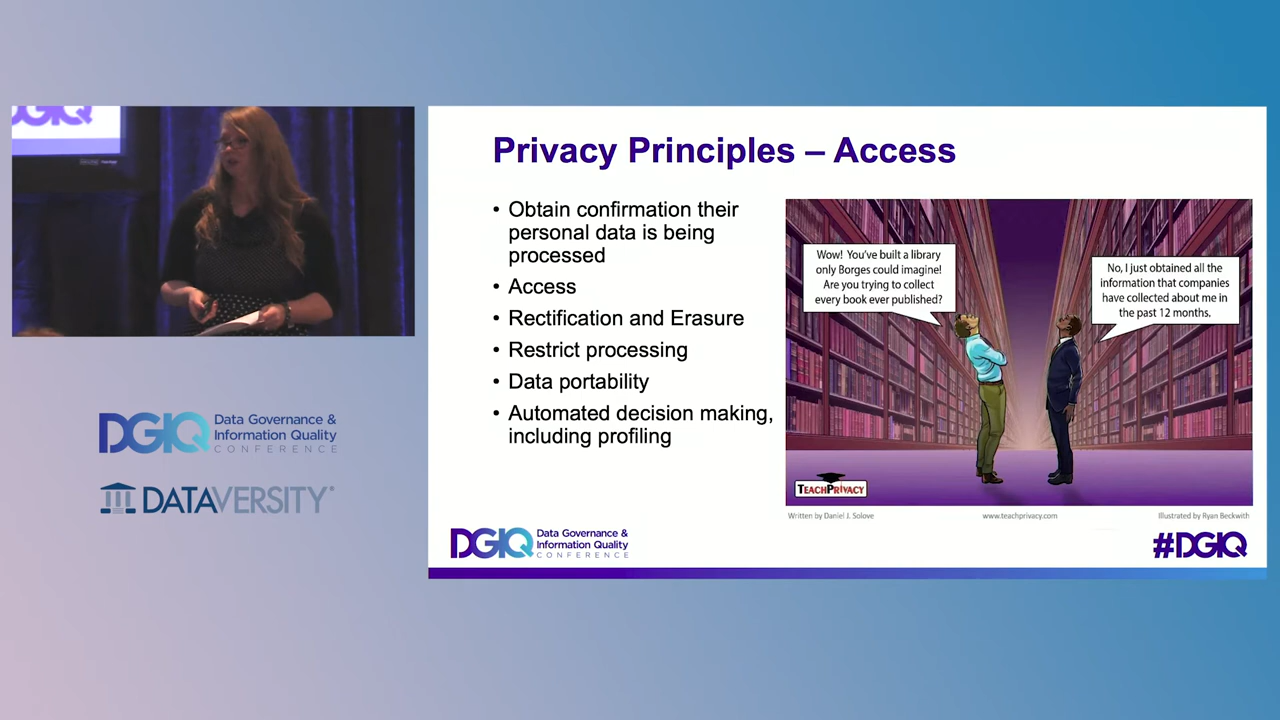 DGIQ
Data Governance &
Information Quality
CONFERENCE
DATAVERSITY
Privacy Principles – Access
• Obtain confirmation their
personal data is being
processed
• Access
• Rectification and Erasure
• Restrict processing
• Data portability
• Automated decision making,
including profiling
Wow! You've built a library
only Borges could imagine!
Are you trying to collect
every book ever published?
No, I just obtained all the
information that companies
have collected about me in
the past 12 months.
TEACHPRIVACY
Written by Daniel J. Solove
www.teachprivacy.com
Illustrated by Ryan Beckwith
DGIQ
Data Governance &
Information Quality
CONFERENCE
#DGIQ